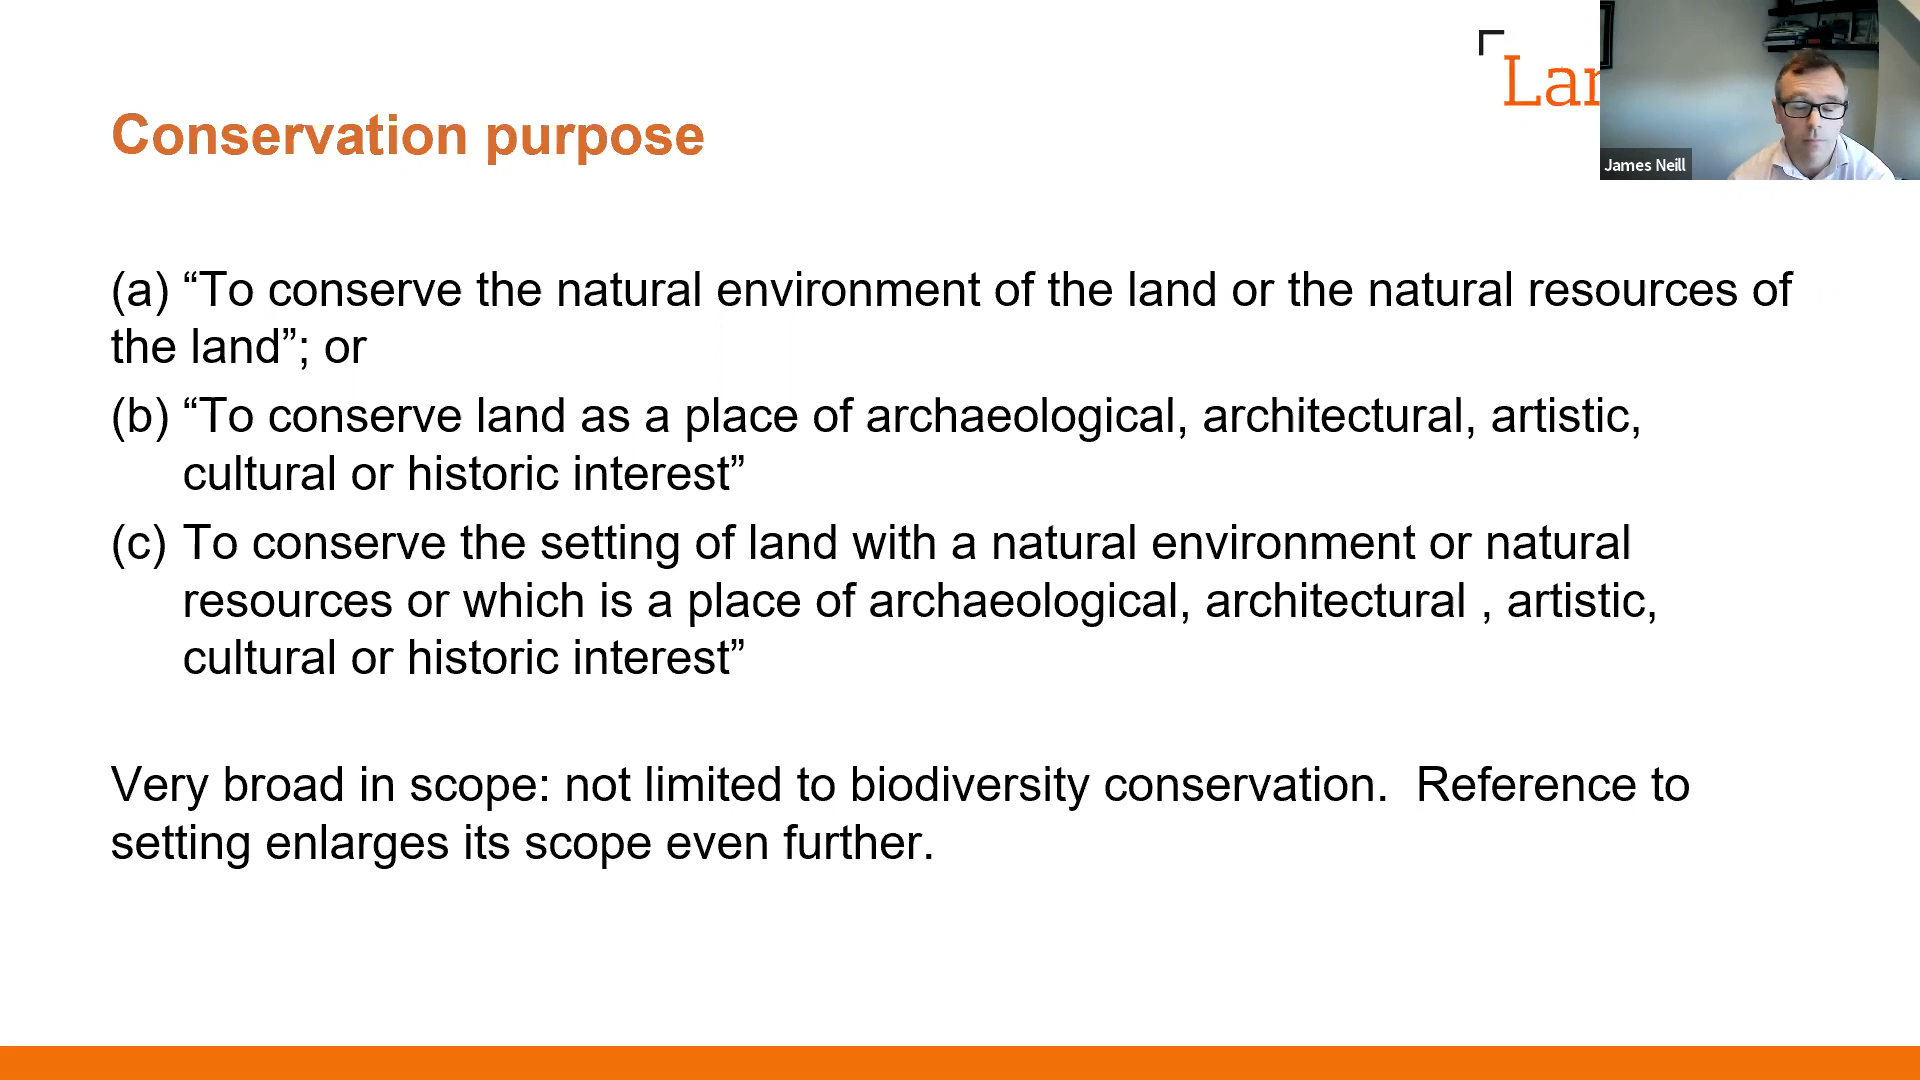 Lar
James Neill
Conservation purpose
(a) “To conserve the natural environment of the land or the natural resources of
the land”; or
(b) “To conserve land as a place of archaeological, architectural, artistic,
cultural or historic interest”
(c) To conserve the setting of land with a natural environment or natural
resources or which is a place of archaeological, architectural , artistic,
cultural or historic interest”
Very broad in scope: not limited to biodiversity conservation.  Reference to
setting enlarges its scope even further.